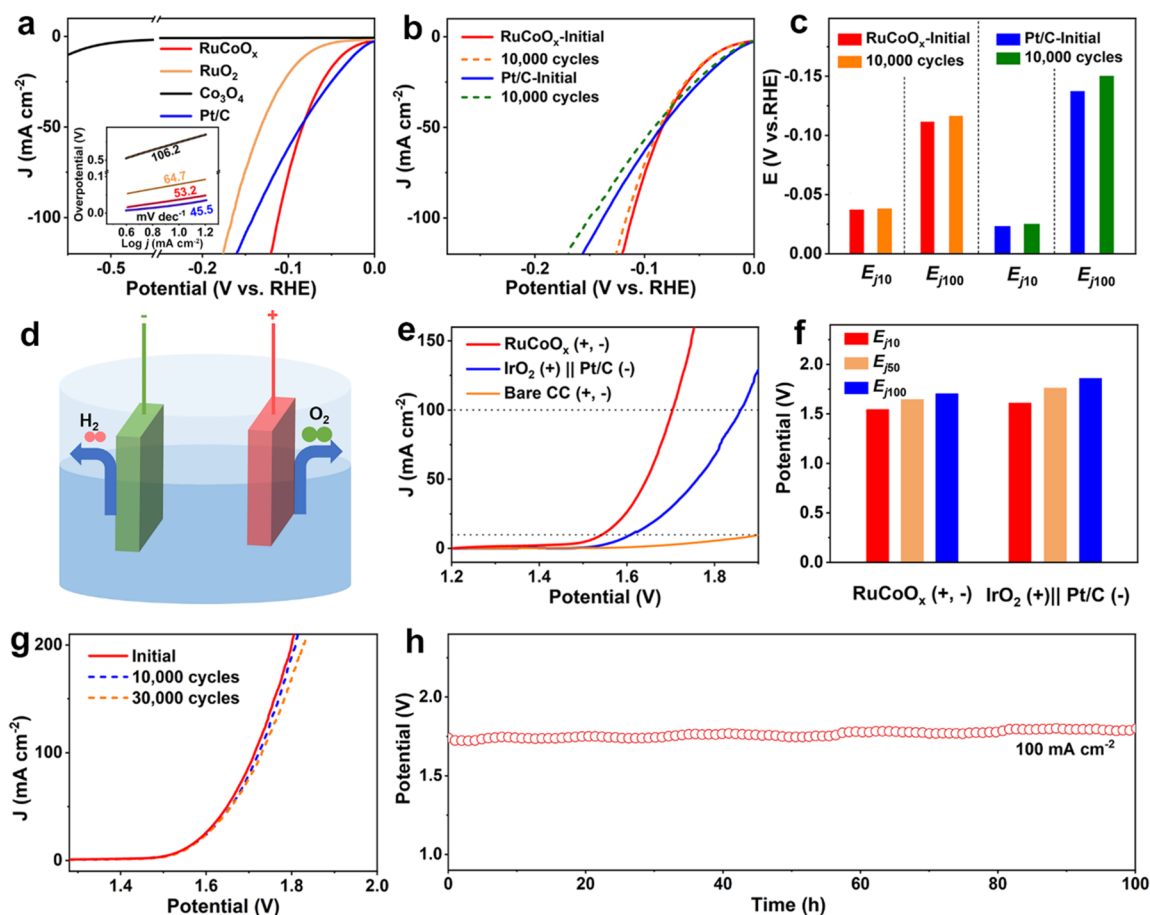 a
0
-50
-100
J (mA cm⁻²)
RuCoOₓ
RuO₂
Co₃O₄
Pt/C
Overpotential (V)
0.5
0.1
0.0
106.2
64.7
53.2
mV dec⁻¹ 45.5
0.6 0.8 1.0 1.2
Log j (mA cm⁻²)
-0.5 -0.2 -0.1 0.0
Potential (V vs. RHE)
b
0
-50
-100
J (mA cm⁻²)
RuCoOₓ-Initial
10,000 cycles
Pt/C-Initial
10,000 cycles
-0.2 -0.1 0.0
Potential (V vs. RHE)
c
RuCoOₓ-Initial
10,000 cycles
Pt/C-Initial
10,000 cycles
E (V vs.RHE)
-0.15
-0.10
-0.05
0.00
Ej10 Ej100 Ej10 Ej100
d
- +
H₂ O₂
e
RuCoOₓ (+, -)
IrO₂ (+) || Pt/C (-)
Bare CC (+, -)
J (mA cm⁻²)
150
100
50
0
1.2 1.4 1.6 1.8
Potential (V)
f
Ej10
Ej50
Ej100
Potential (V)
2.0
1.5
1.0
0.5
0.0
RuCoOₓ (+, -) IrO₂ (+)|| Pt/C (-)
g
Initial
10,000 cycles
30,000 cycles
J (mA cm⁻²)
200
100
0
1.4 1.6 1.8 2.0
Potential (V)
h
Potential (V)
2.0
1.5
1.0
100 mA cm⁻²
0 20 40 60 80 100
Time (h)